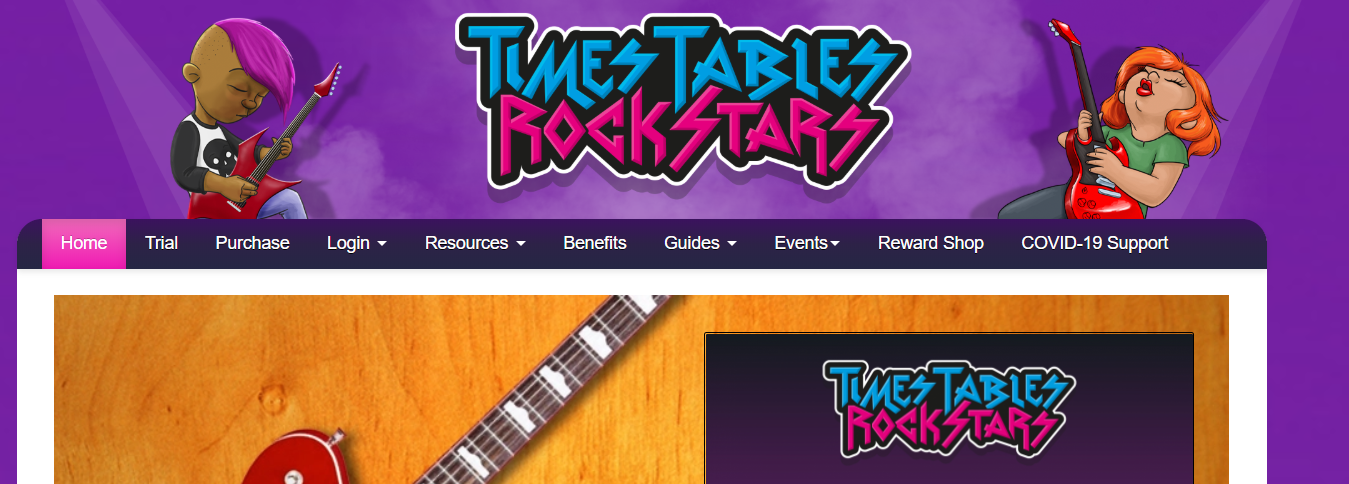 TIMES TABLES
ROCK STARS
Home Trial Purchase Login Resources Benefits Guides Events Reward Shop COVID-19 Support
TIMES TABLES
ROCK STARS